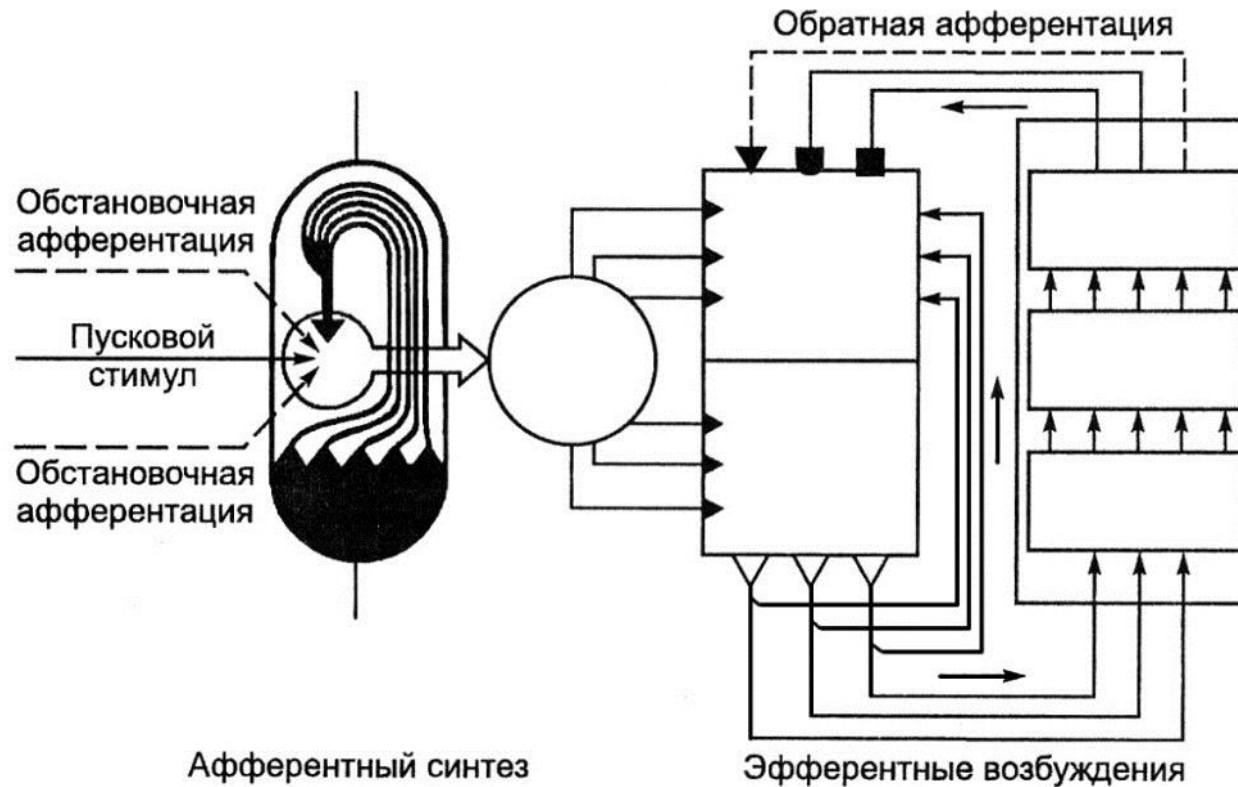 Обратная афферентация
Обстановочная
афферентация
Пусковой
стимул
Обстановочная
афферентация
Афферентный синтез
Эфферентные возбуждения